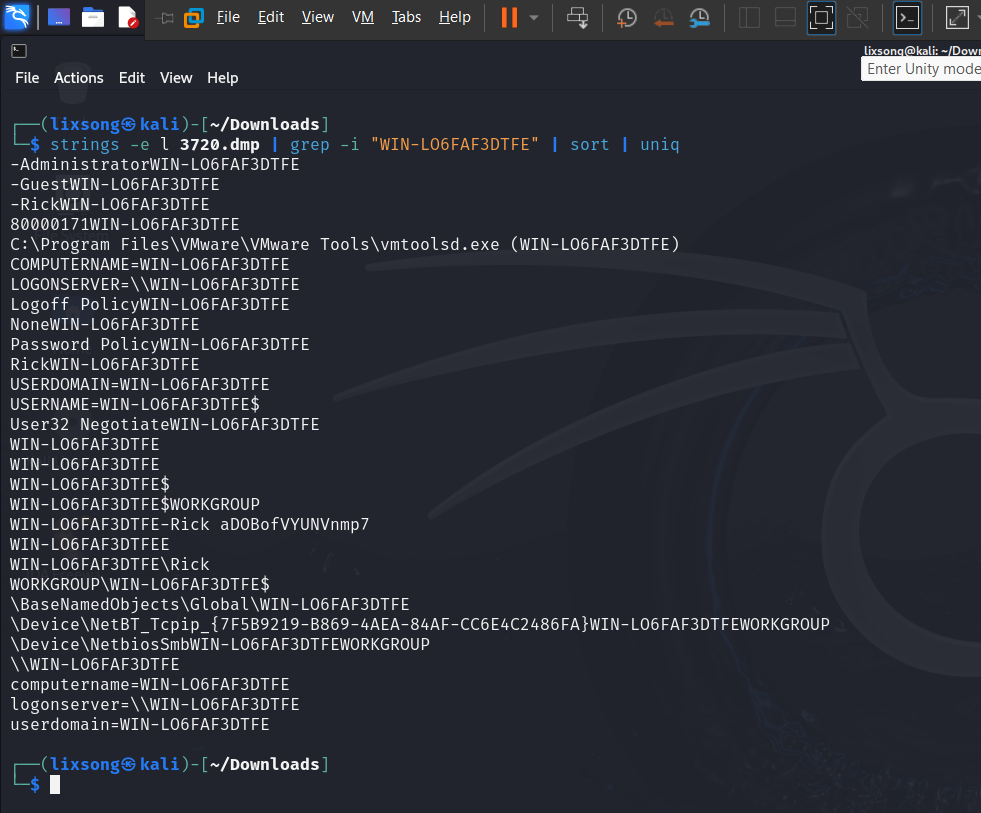 File Edit View VM Tabs Help
lixsong@kali: ~/Down
Enter Unity mode
File Actions Edit View Help
┌──(lixsong㉿kali)-[~/Downloads]
└─$ strings -e l 3720.dmp | grep -i "WIN-LO6FAF3DTFE" | sort | uniq
-AdministratorWIN-LO6FAF3DTFE
-GuestWIN-LO6FAF3DTFE
-RickWIN-LO6FAF3DTFE
80000171WIN-LO6FAF3DTFE
C:\Program Files\VMware\VMware Tools\vmtoolsd.exe (WIN-LO6FAF3DTFE)
COMPUTERNAME=WIN-LO6FAF3DTFE
LOGONSERVER=\\WIN-LO6FAF3DTFE
Logoff PolicyWIN-LO6FAF3DTFE
NoneWIN-LO6FAF3DTFE
Password PolicyWIN-LO6FAF3DTFE
RickWIN-LO6FAF3DTFE
USERDOMAIN=WIN-LO6FAF3DTFE
USERNAME=WIN-LO6FAF3DTFE$
User32 NegotiateWIN-LO6FAF3DTFE
WIN-LO6FAF3DTFE
WIN-LO6FAF3DTFE
WIN-LO6FAF3DTFE$
WIN-LO6FAF3DTFE$WORKGROUP
WIN-LO6FAF3DTFE-Rick aDOBofVYUNVnmp7
WIN-LO6FAF3DTFEE
WIN-LO6FAF3DTFE\Rick
WORKGROUP\WIN-LO6FAF3DTFE$
\BaseNamedObjects\Global\WIN-LO6FAF3DTFE
\Device\NetBT_Tcpip_{7F5B9219-B869-4AEA-84AF-CC6E4C2486FA}WIN-LO6FAF3DTFEWORKGROUP
\Device\NetbiosSmbWIN-LO6FAF3DTFEWORKGROUP
\\WIN-LO6FAF3DTFE
computername=WIN-LO6FAF3DTFE
logonserver=\\WIN-LO6FAF3DTFE
userdomain=WIN-LO6FAF3DTFE
┌──(lixsong㉿kali)-[~/Downloads]
└─$